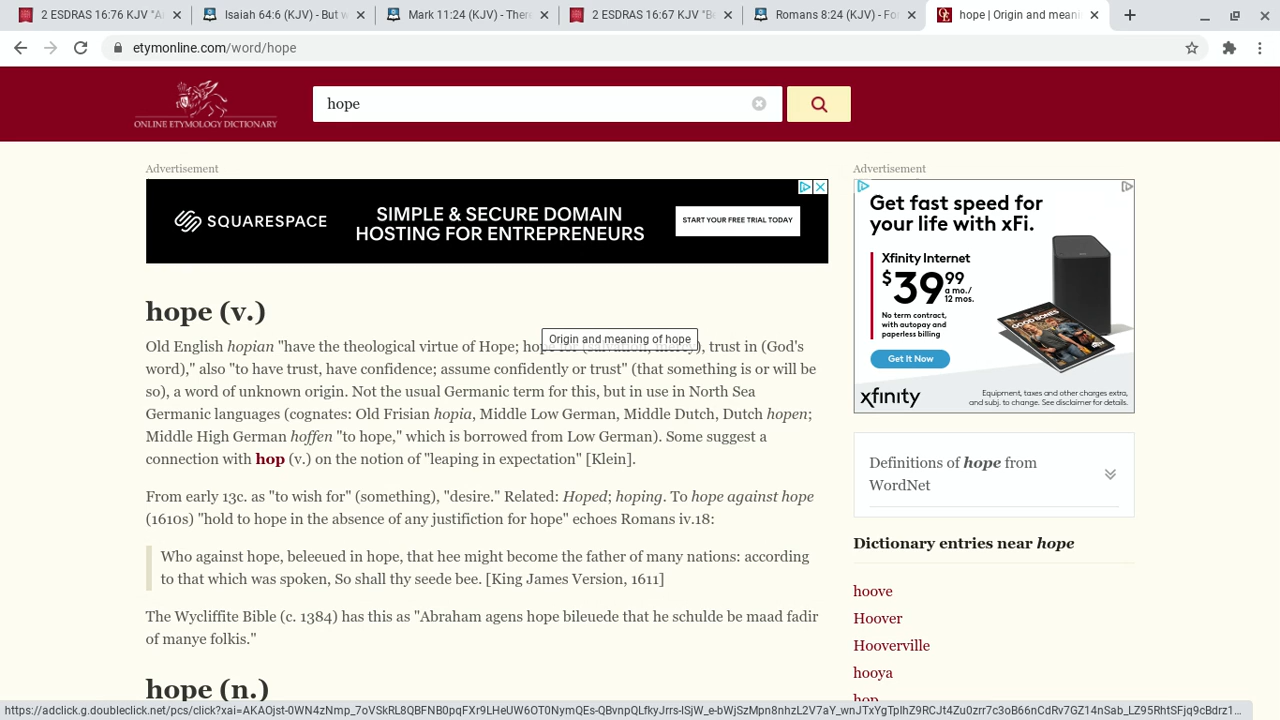 2 ESDRAS 16:76 KJV "A
Isaiah 64:6 (KJV) - But w
Mark 11:24 (KJV) - There
2 ESDRAS 16:67 KJV "Be
Romans 8:24 (KJV) - For
hope | Origin and meani
etymonline.com/word/hope
ONLINE ETYMOLOGY DICTIONARY
hope
Advertisement
SQUARESPACE
SIMPLE & SECURE DOMAIN
HOSTING FOR ENTREPRENEURS
START YOUR FREE TRIAL TODAY
hope (v.)
Origin and meaning of hope
Old English hopian "have the theological virtue of Hope; hope for (salvation, mercy), trust in (God's
word)," also "to have trust, have confidence; assume confidently or trust" (that something is or will be
so), a word of unknown origin. Not the usual Germanic term for this, but in use in North Sea
Germanic languages (cognates: Old Frisian hopia, Middle Low German, Middle Dutch, Dutch hopen;
Middle High German hoffen "to hope," which is borrowed from Low German). Some suggest a
connection with hop (v.) on the notion of "leaping in expectation" [Klein].
From early 13c. as "to wish for" (something), "desire." Related: Hoped; hoping. To hope against hope
(1610s) "hold to hope in the absence of any justifiction for hope" echoes Romans iv.18:
Who against hope, beleeued in hope, that hee might become the father of many nations: according
to that which was spoken, So shall thy seede bee. [King James Version, 1611]
The Wycliffite Bible (c. 1384) has this as "Abraham agens hope bileuede that he schulde be maad fadir
of manye folkis."
hope (n.)
Advertisement
Get fast speed for
your life with xFi.
Xfinity Internet
$39.99
a mo./
12 mos.
No term contract,
with autopay and
paperless billing
GOOD BONES
Get It Now
xfinity
Equipment, taxes and other charges extra,
and subj. to change. See disclaimer for details.
Definitions of hope from
WordNet
Dictionary entries near hope
hoove
Hoover
Hooverville
hooya
hop